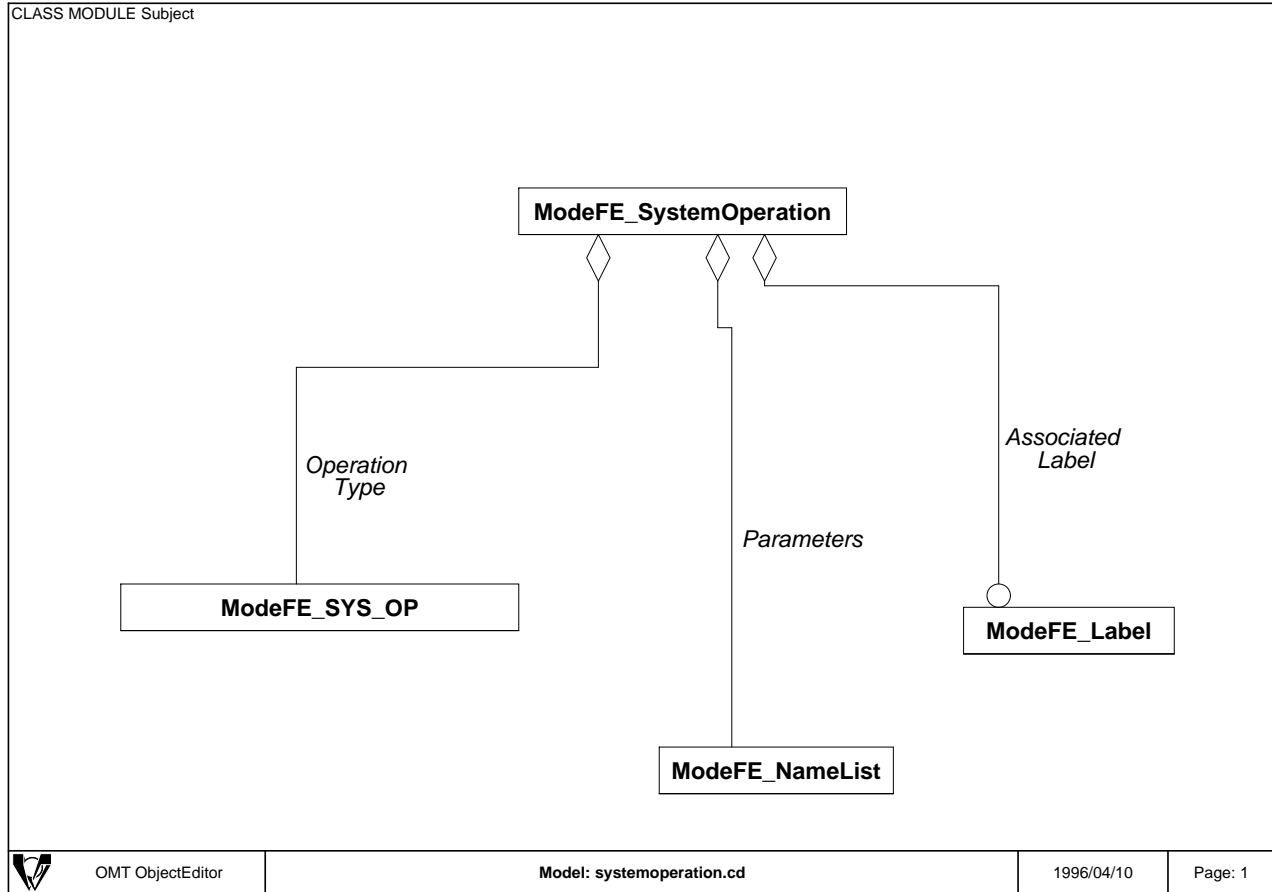 CLASS MODULE Subject
ModeFE_SystemOperation
Associated
Label
Operation
Type
Parameters
ModeFE_SYS_OP
ModeFE_Label
ModeFE_NameList
OMT ObjectEditor
Model: systemoperation.cd
1996/04/10
Page: 1